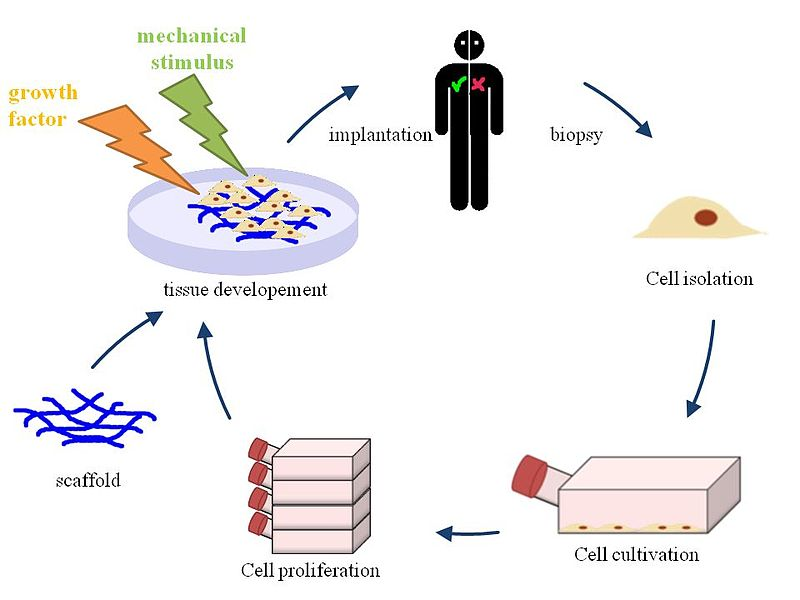 mechanical
stimulus
growth
factor
implantation
biopsy
Cell isolation
tissue developement
scaffold
Cell proliferation
Cell cultivation